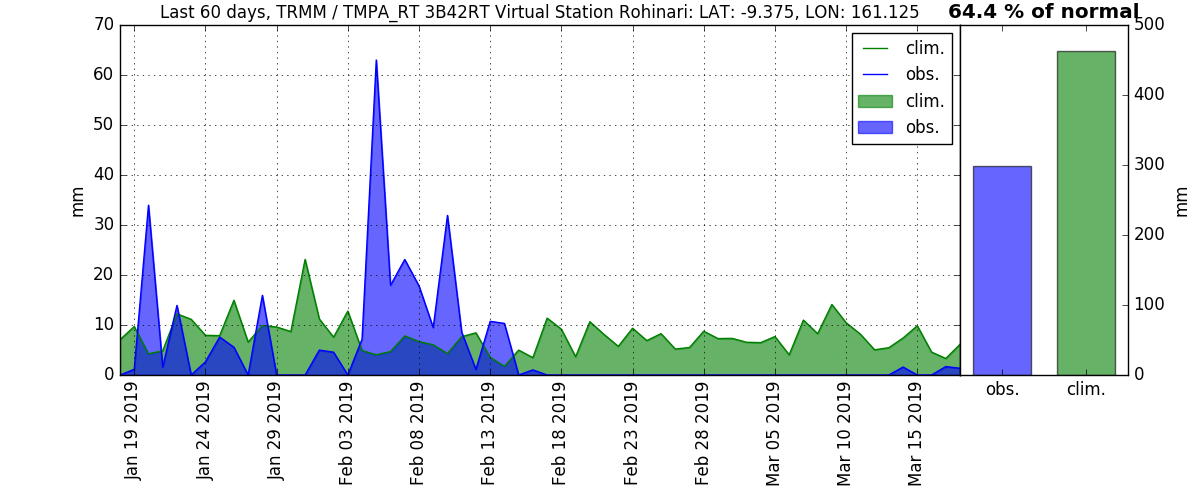 Last 60 days, TRMM / TMPA_RT 3B42RT Virtual Station Rohinari: LAT: -9.375, LON: 161.125
64.4 % of normal
70
60
50
40
30
20
10
0
mm
clim.
obs.
clim.
obs.
Jan 19 2019
Jan 24 2019
Jan 29 2019
Feb 03 2019
Feb 08 2019
Feb 13 2019
Feb 18 2019
Feb 23 2019
Feb 28 2019
Mar 05 2019
Mar 10 2019
Mar 15 2019
500
400
300
200
100
0
mm
obs.
clim.